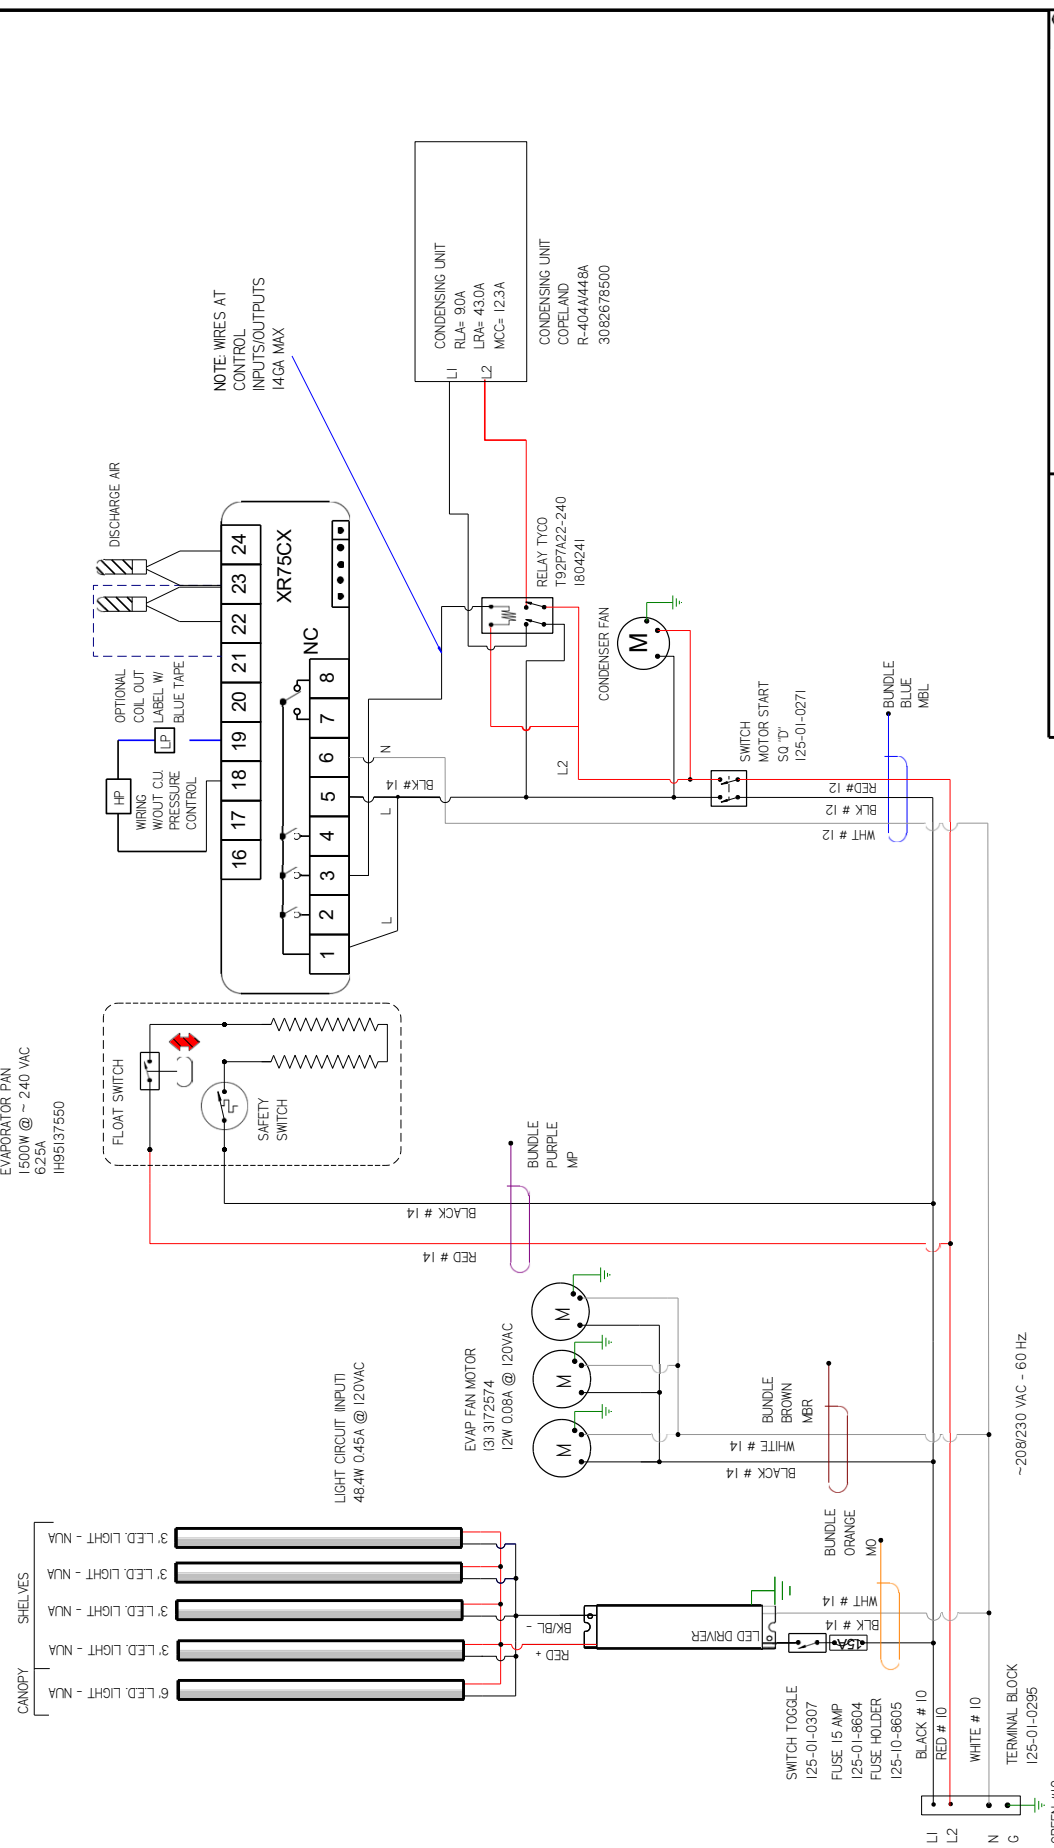 EVAPORATOR PAN
1500W @ ~ 240 VAC
6.25A
1H95137550
FLOAT SWITCH
SAFETY
SWITCH
RED # 14
BLACK # 14
BUNDLE
PURPLE
MP
HP
LP
WIRING
W/OUT C.U.
PRESSURE
CONTROL
OPTIONAL
COIL OUT
LABEL W/
BLUE TAPE
DISCHARGE AIR
16
17
18
19
20
21
22
23
24
XR75CX
NC
1
2
3
4
5
6
7
8
L
L
BLK# 14
N
NOTE: WIRES AT
CONTROL
INPUTS/OUTPUTS
14GA MAX
CONDENSING UNIT
RLA= 9.0A
LRA= 43.0A
MCC= 12.3A
L1
L2
CONDENSING UNIT
COPELAND
R-404A/448A
3082678500
RELAY TYCO
T92P7A22-240
1804241
CONDENSER FAN
M
L2
SWITCH
MOTOR START
SQ "D"
125-01-0271
RED# 12
BLK # 12
WHT # 12
BUNDLE
BLUE
MBL
CANOPY
SHELVES
6' LED. LIGHT - NUA
3' LED. LIGHT - NUA
3' LED. LIGHT - NUA
3' LED. LIGHT - NUA
3' LED. LIGHT - NUA
LIGHT CIRCUIT (INPUT)
48.4W 0.45A @ 120VAC
EVAP FAN MOTOR
(3) 3172574
12W 0.08A @ 120VAC
M
M
M
WHITE # 14
BLACK # 14
BUNDLE
BROWN
MBR
RED +
BK/BL -
LED DRIVER
15A
BLK # 14
WHT # 14
BUNDLE
ORANGE
MO
SWITCH TOGGLE
125-01-0307
FUSE 15 AMP
125-01-8604
FUSE HOLDER
125-10-8605
BLACK # 10
RED # 10
WHITE # 10
TERMINAL BLOCK
125-01-0295
~208/230 VAC - 60 Hz
L1
L2
N
G